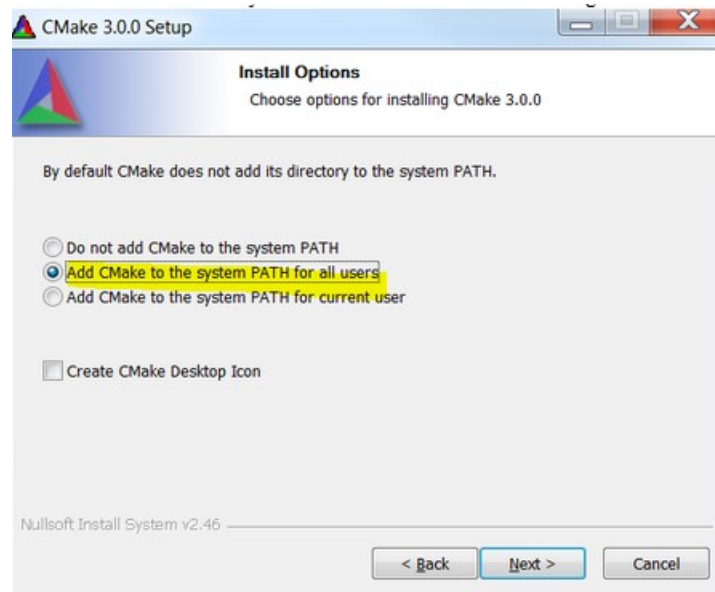 CMake 3.0.0 Setup
Install Options
Choose options for installing CMake 3.0.0
By default CMake does not add its directory to the system PATH.
Do not add CMake to the system PATH
Add CMake to the system PATH for all users
Add CMake to the system PATH for current user
Create CMake Desktop Icon
Nullsoft Install System v2.46
< Back Next > Cancel